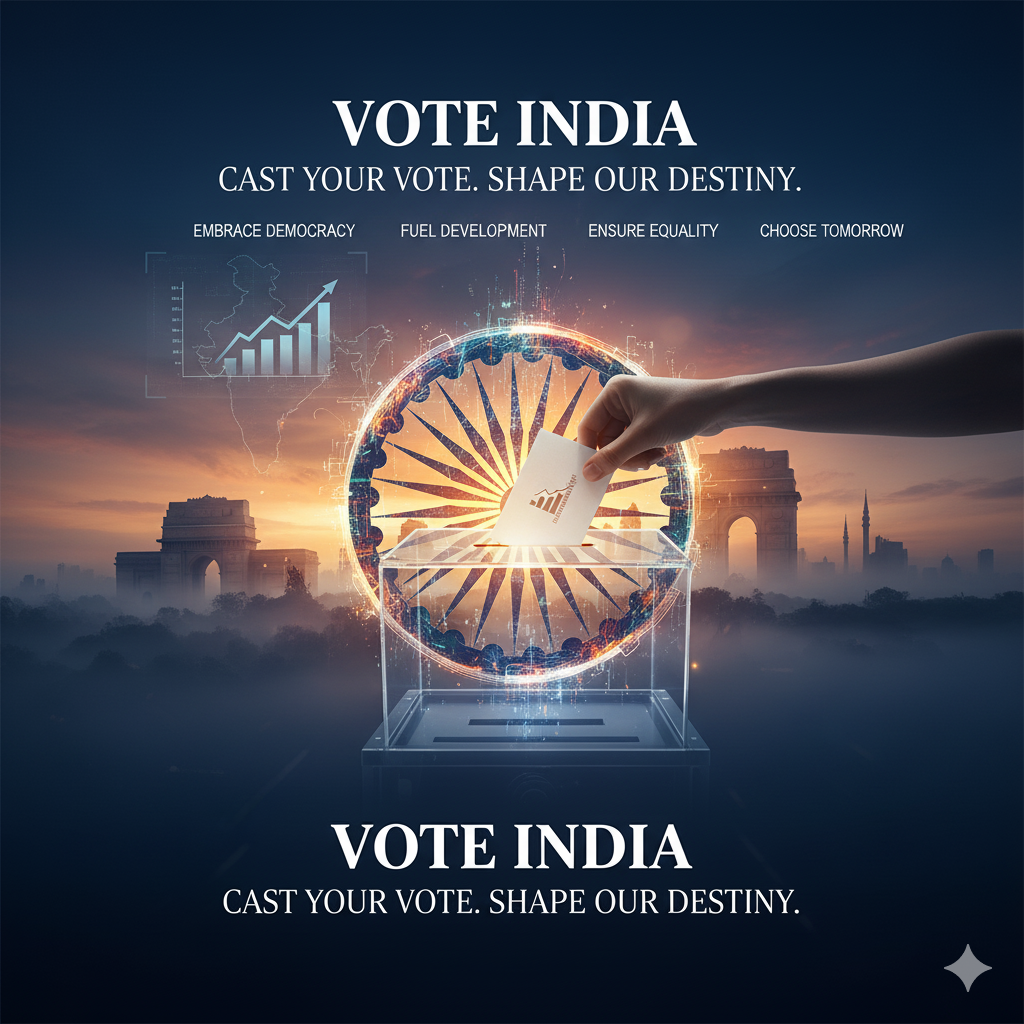 VOTE INDIA
CAST YOUR VOTE. SHAPE OUR DESTINY.
EMBRACE DEMOCRACY FUEL DEVELOPMENT ENSURE EQUALITY CHOOSE TOMORROW
VOTE INDIA
CAST YOUR VOTE. SHAPE OUR DESTINY.